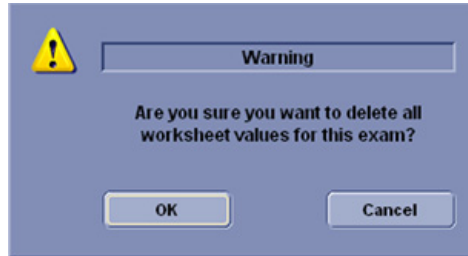 Warning
Are you sure you want to delete all
worksheet values for this exam?
OK
Cancel